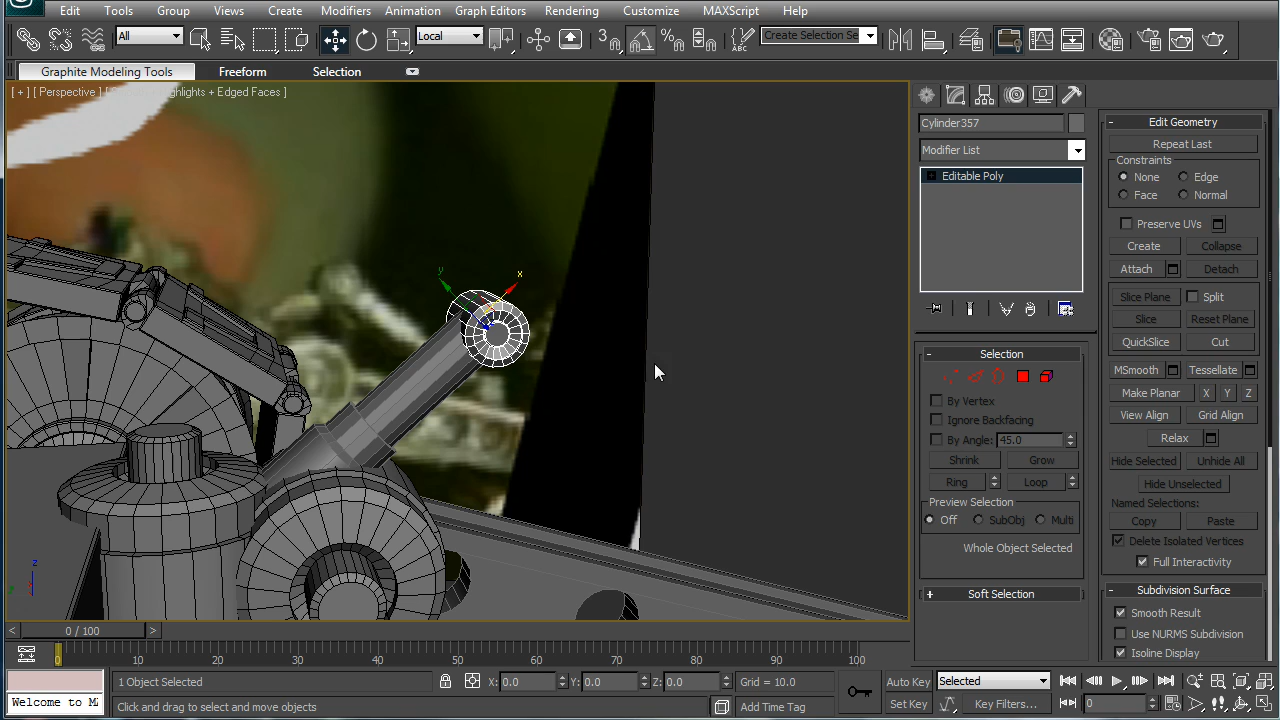 Edit Tools Group Views Create Modifiers Animation Graph Editors Rendering Customize MAXScript Help
All Local 3 Create Selection Se
Graphite Modeling Tools Freeform Selection
[ + ] [ Perspective ] [ ghlights + Edged Faces ]
y
x
z
Cylinder357
Modifier List
Editable Poly
Selection
By Vertex
Ignore Backfacing
By Angle: 45.0
Shrink Grow
Ring Loop
Preview Selection
Off SubObj Multi
Whole Object Selected
Soft Selection
Edit Geometry
Repeat Last
Constraints
None Edge
Face Normal
Preserve UVs
Create Collapse
Attach Detach
Slice Plane Split
Slice Reset Plane
QuickSlice Cut
MSmooth Tessellate
Make Planar X Y Z
View Align Grid Align
Relax
Hide Selected Unhide All
Hide Unselected
Named Selections:
Copy Paste
Delete Isolated Vertices
Full Interactivity
Subdivision Surface
Smooth Result
Use NURMS Subdivision
Isoline Display
< 0 / 100 >
0 10 20 30 40 50 60 70 80 90 100
1 Object Selected X: 0.0 Y: 0.0 Z: 0.0 Grid = 10.0 Auto Key Selected
Welcome to M Click and drag to select and move objects Add Time Tag Set Key Key Filters... 0